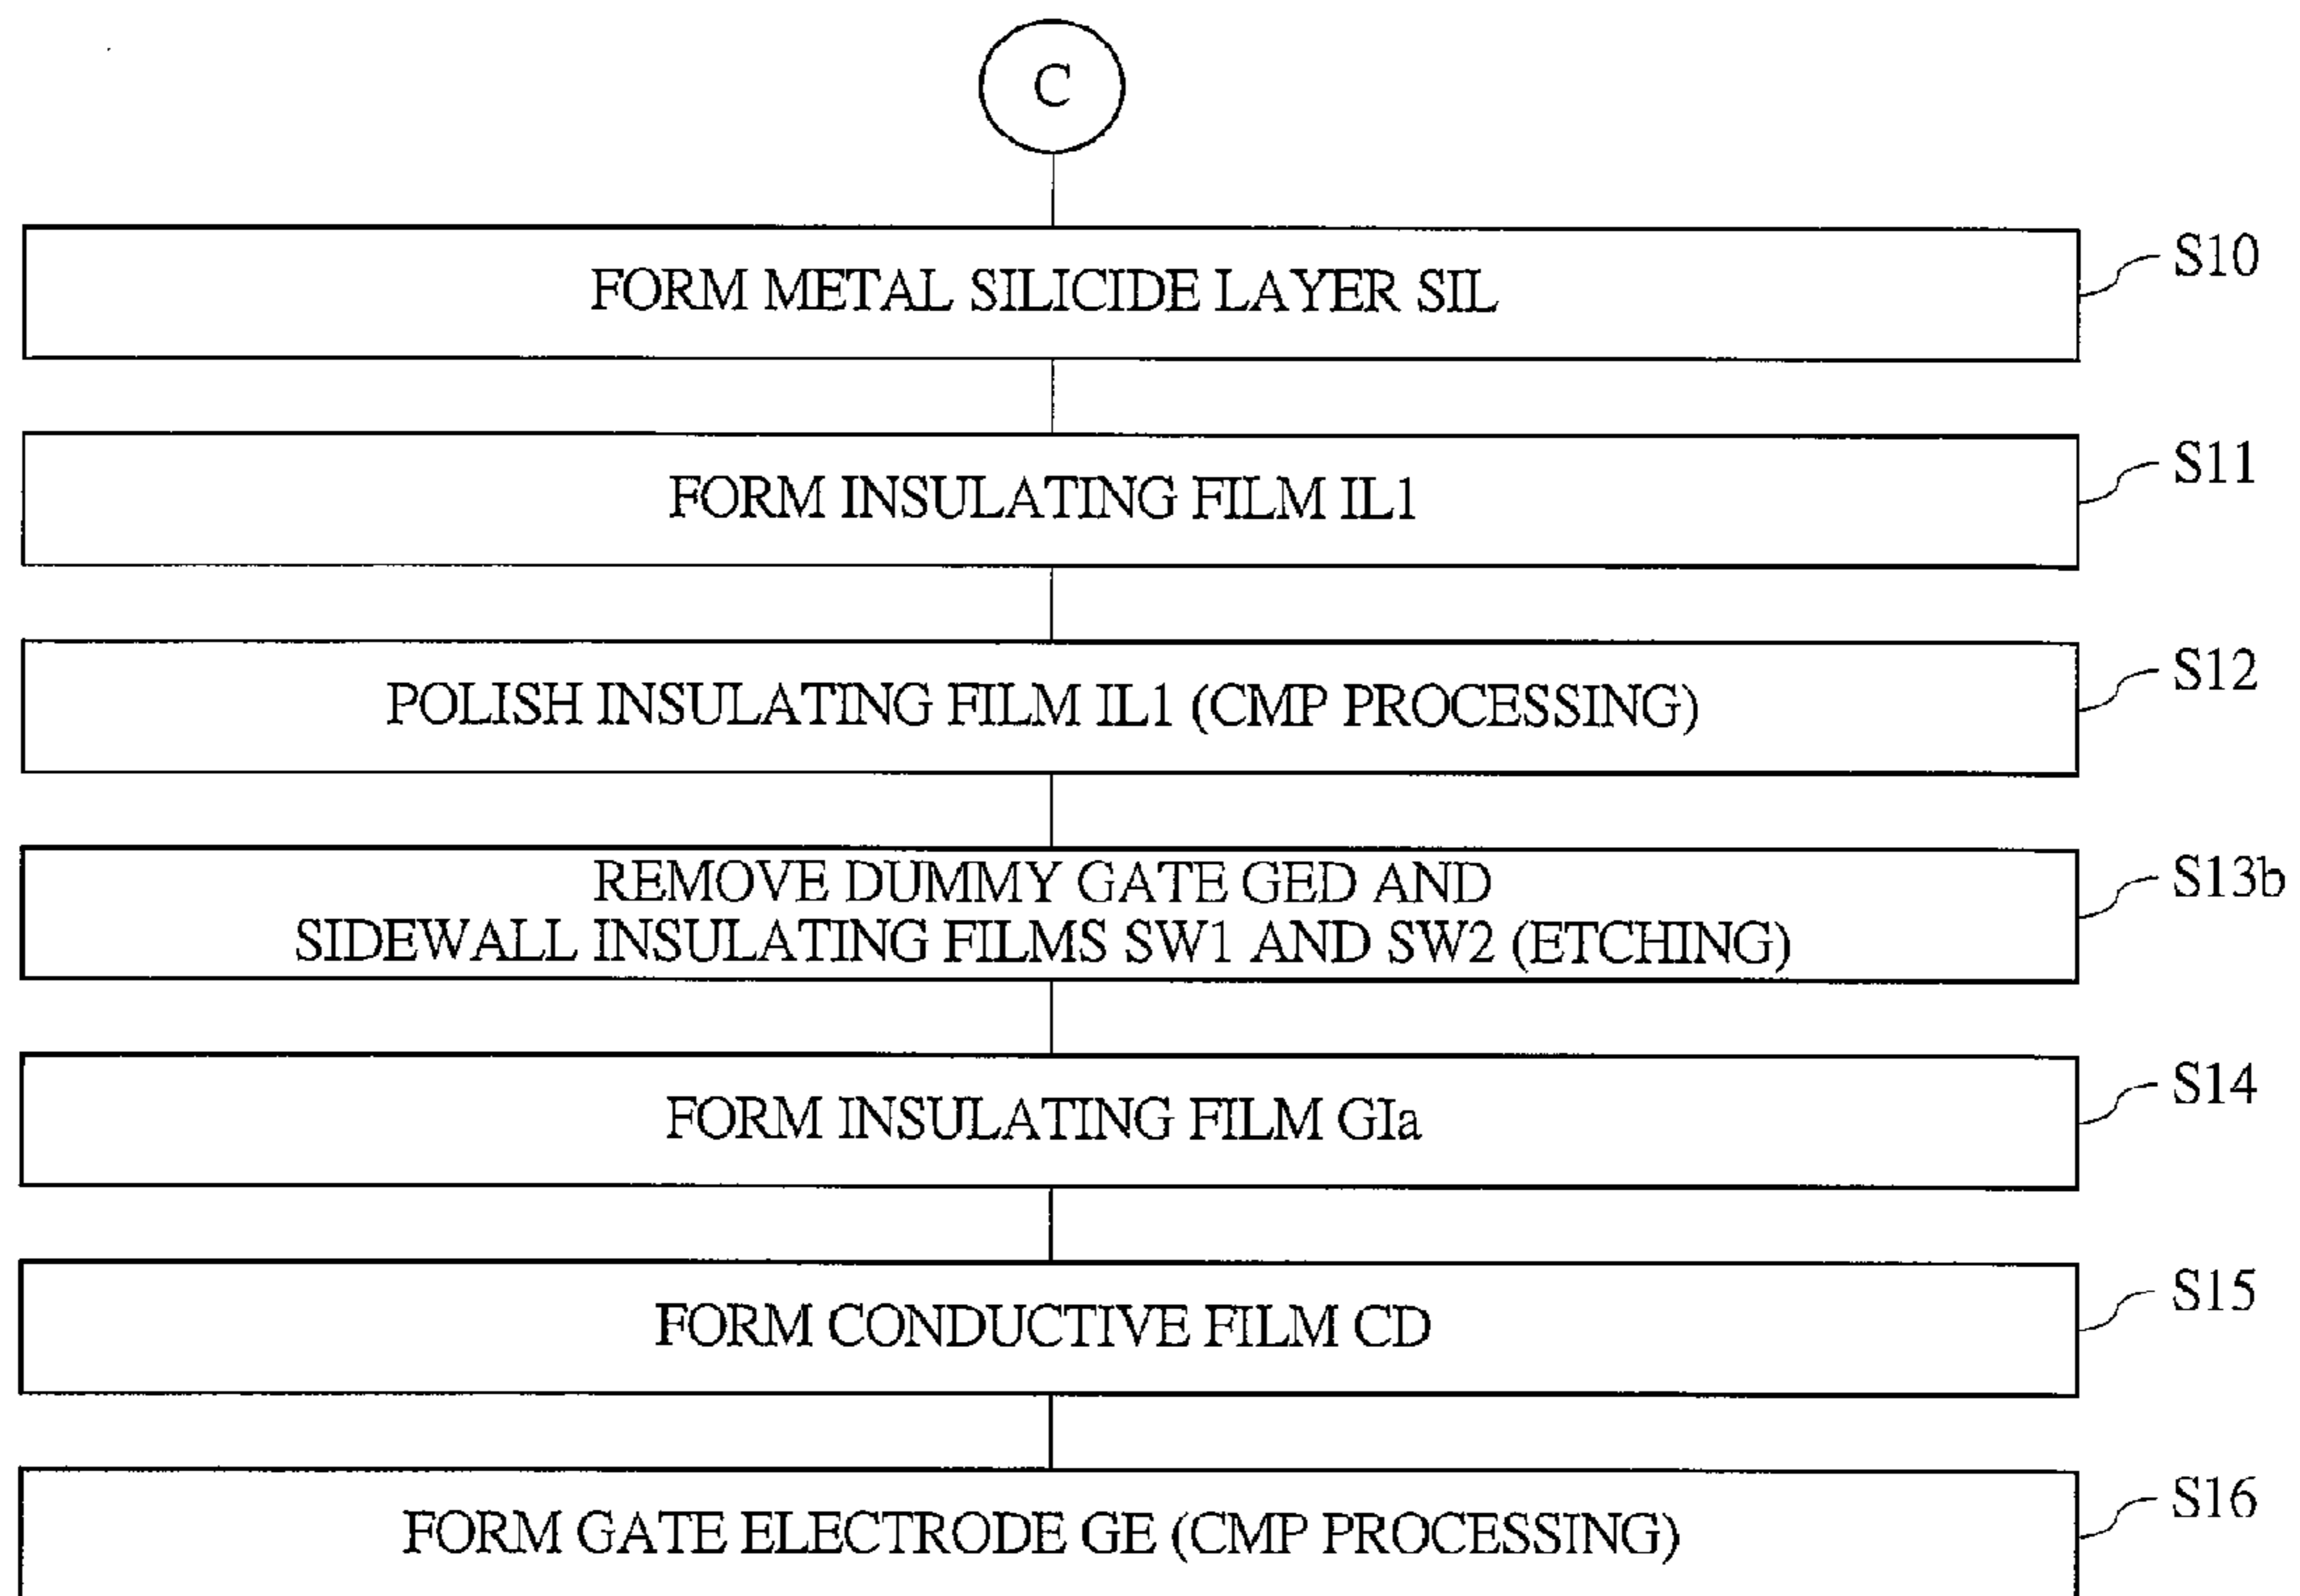 C
FORM METAL SILICIDE LAYER SIL
S10
FORM INSULATING FILM IL1
S11
POLISH INSULATING FILM IL1 (CMP PROCESSING)
S12
REMOVE DUMMY GATE GED AND
SIDEWALL INSULATING FILMS SW1 AND SW2 (ETCHING)
S13b
FORM INSULATING FILM GIa
S14
FORM CONDUCTIVE FILM CD
S15
FORM GATE ELECTRODE GE (CMP PROCESSING)
S16